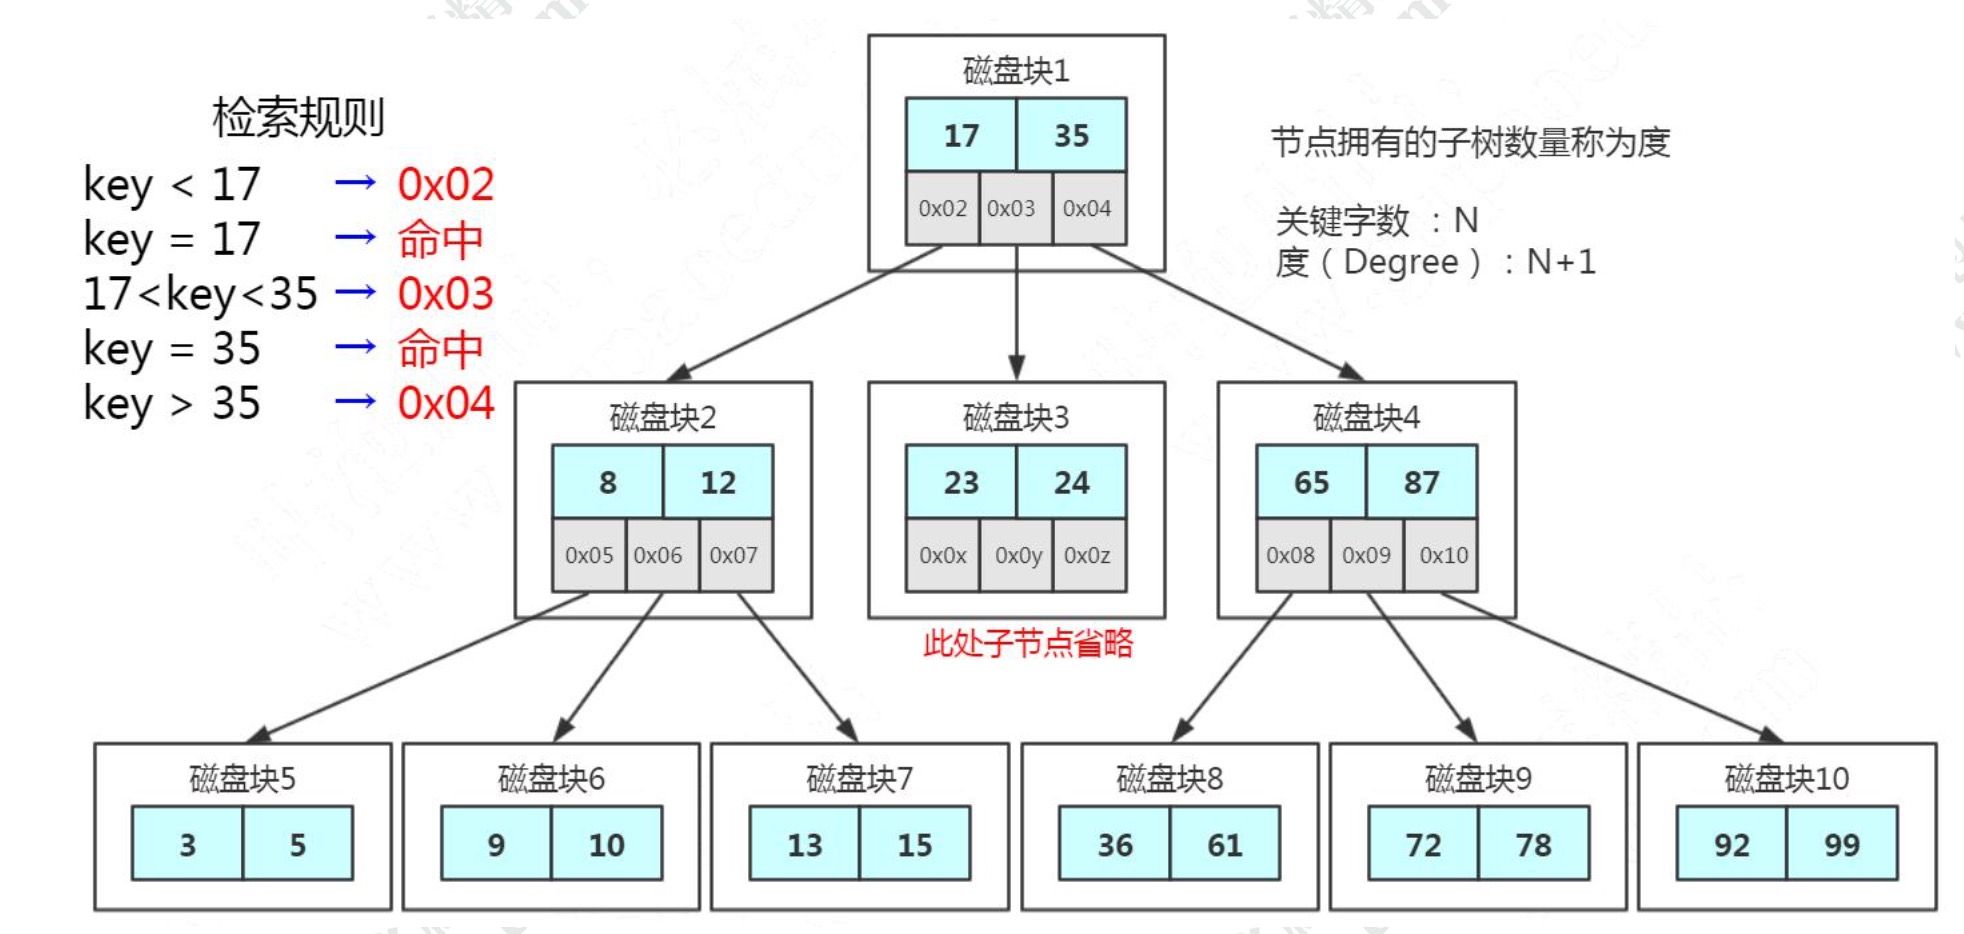 检索规则
key < 17 → 0x02
key = 17 → 命中
17<key<35 → 0x03
key = 35 → 命中
key > 35 → 0x04
磁盘块1
17 35
0x02 0x03 0x04
节点拥有的子树数量称为度
关键字数 ：N
度（Degree）：N+1
磁盘块2
8 12
0x05 0x06 0x07
磁盘块3
23 24
0x0x 0x0y 0x0z
此处子节点省略
磁盘块4
65 87
0x08 0x09 0x10
磁盘块5
3 5
磁盘块6
9 10
磁盘块7
13 15
磁盘块8
36 61
磁盘块9
72 78
磁盘块10
92 99